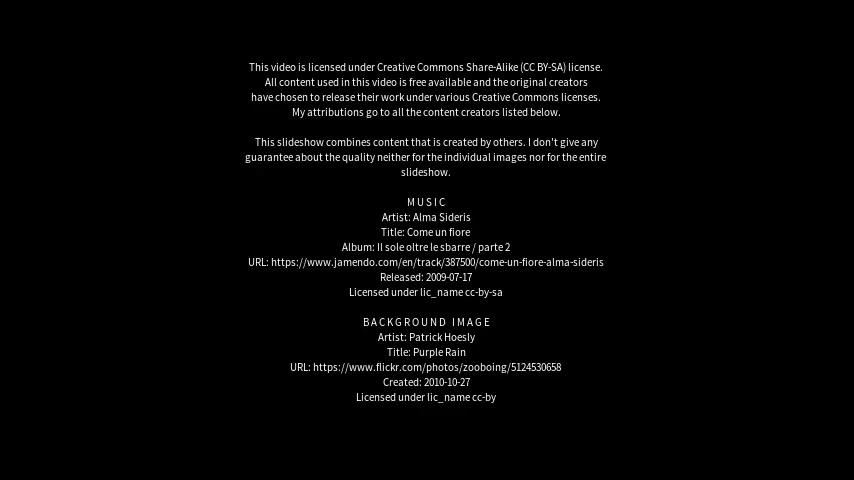 This video is licensed under Creative Commons Share-Alike (CC BY-SA) license.
All content used in this video is free available and the original creators
have chosen to release their work under various Creative Commons licenses.
My attributions go to all the content creators listed below.
This slideshow combines content that is created by others. I don't give any
guarantee about the quality neither for the individual images nor for the entire
slideshow.
MUSIC
Artist: Alma Sideris
Title: Come un fiore
Album: Il sole oltre le sbarre / parte 2
URL: https://www.jamendo.com/en/track/387500/come-un-fiore-alma-sideris
Released: 2009-07-17
Licensed under lic_name cc-by-sa
BACKGROUND IMAGE
Artist: Patrick Hoesly
Title: Purple Rain
URL: https://www.flickr.com/photos/zooboing/5124530658
Created: 2010-10-27
Licensed under lic_name cc-by